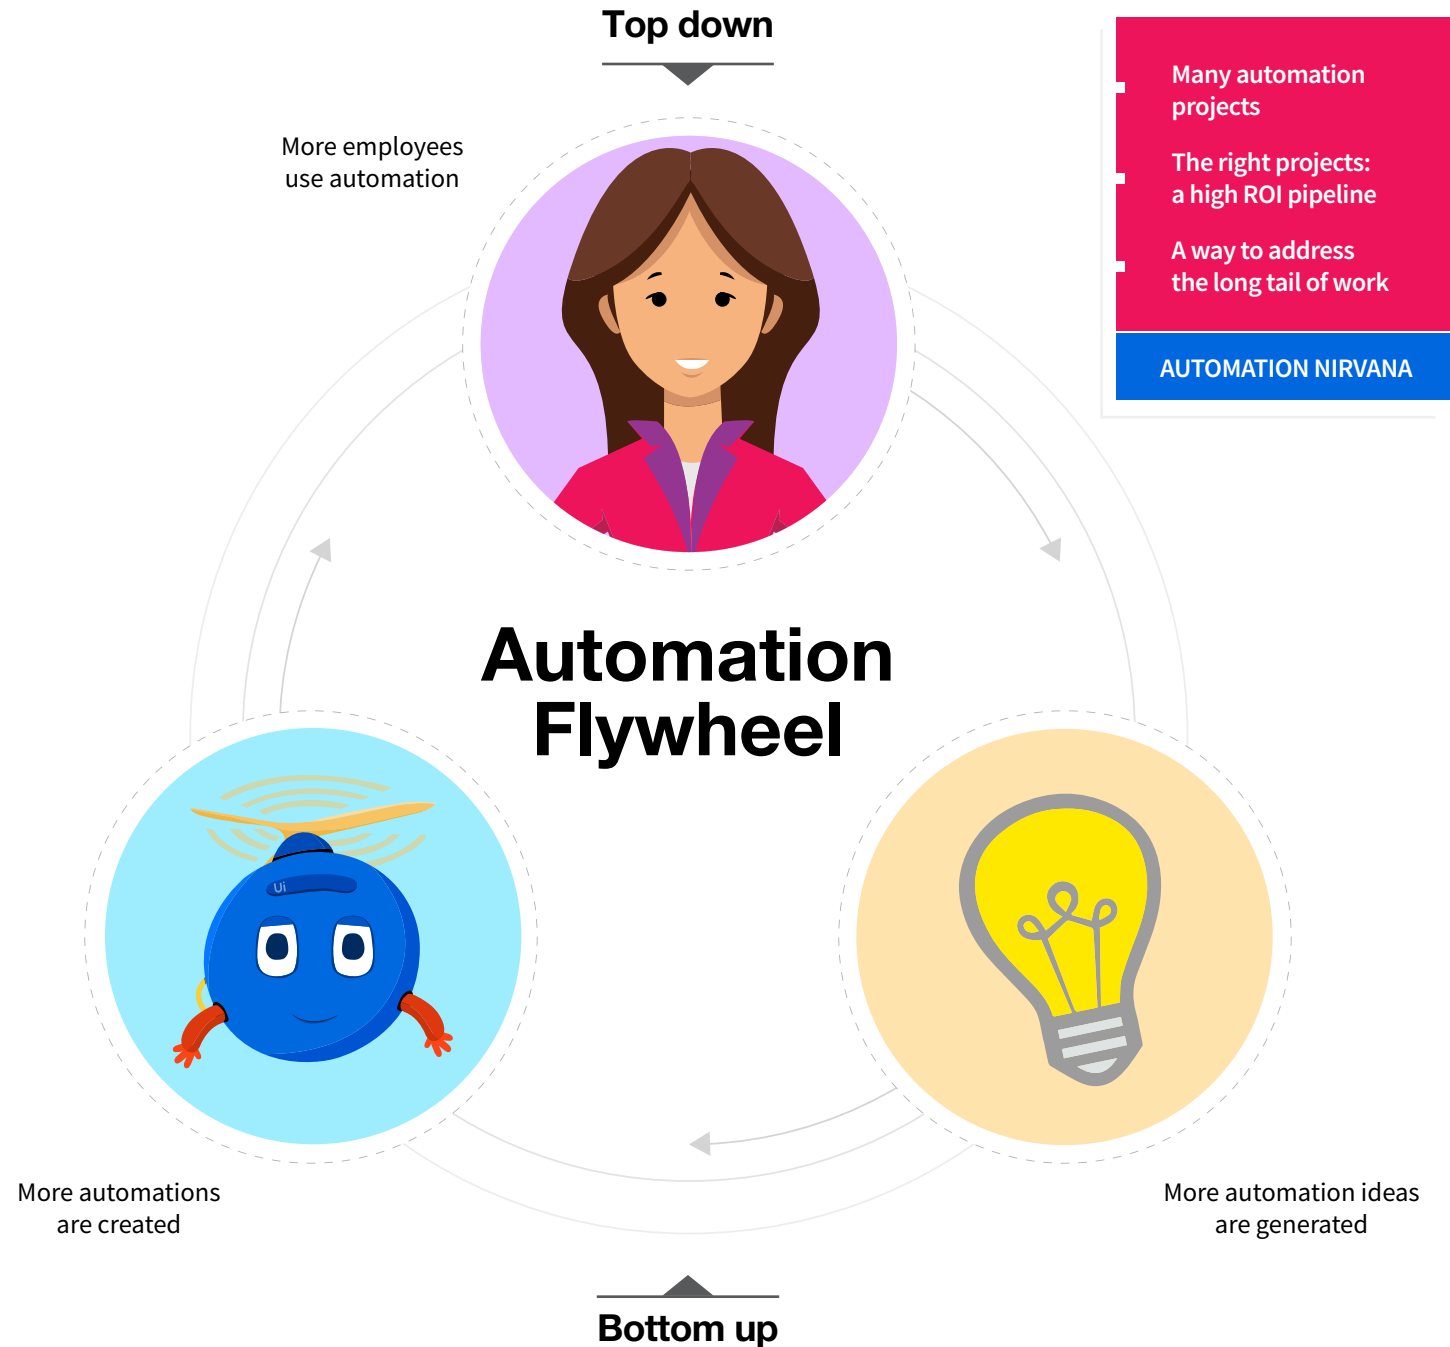 Top down
More employees
use automation
Many automation
projects
The right projects:
a high ROI pipeline
A way to address
the long tail of work
AUTOMATION NIRVANA
Automation
Flywheel
Ui
More automations
are created
More automation ideas
are generated
Bottom up